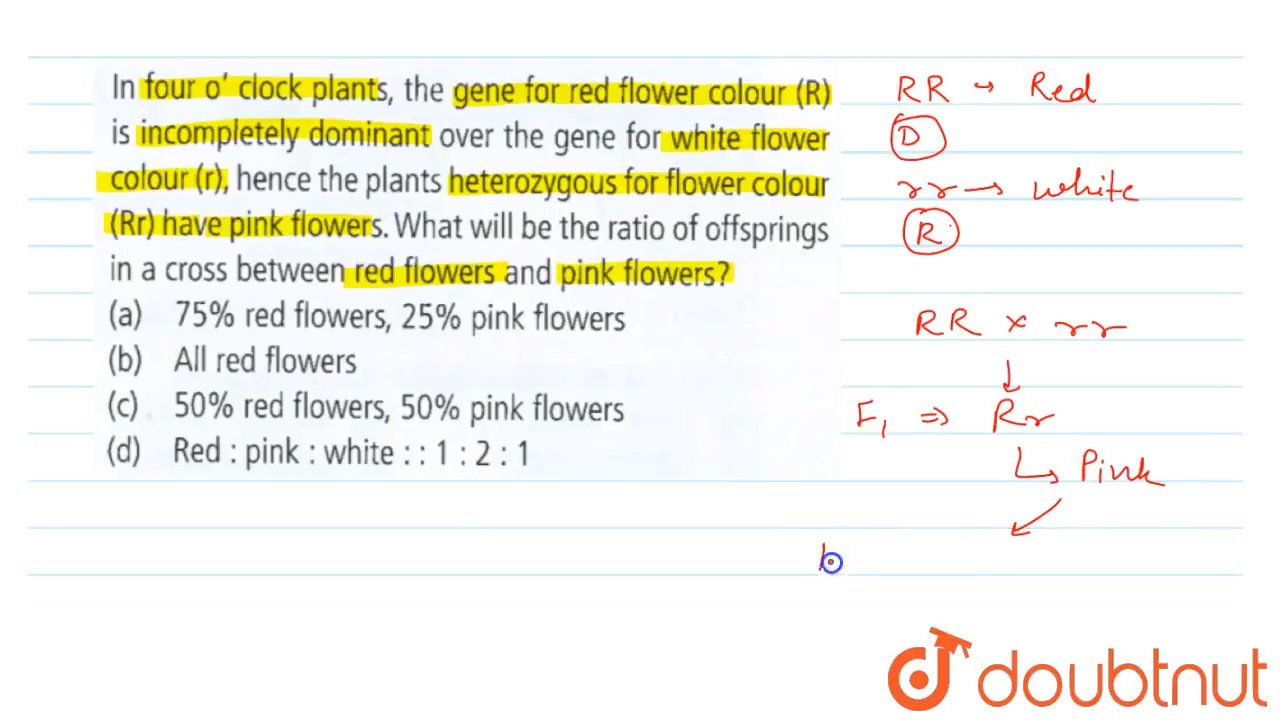 In four o' clock plants, the gene for red flower colour (R)
is incompletely dominant over the gene for white flower
colour (r), hence the plants heterozygous for flower colour
(Rr) have pink flowers. What will be the ratio of offsprings
in a cross between red flowers and pink flowers?
(a) 75% red flowers, 25% pink flowers
(b) All red flowers
(c) 50% red flowers, 50% pink flowers
(d) Red : pink : white : : 1 : 2 : 1
RR → Red
D
rr → white
R
RR × rr
↓
F₁ ⇒ Rr
↳ Pink
doubtnut